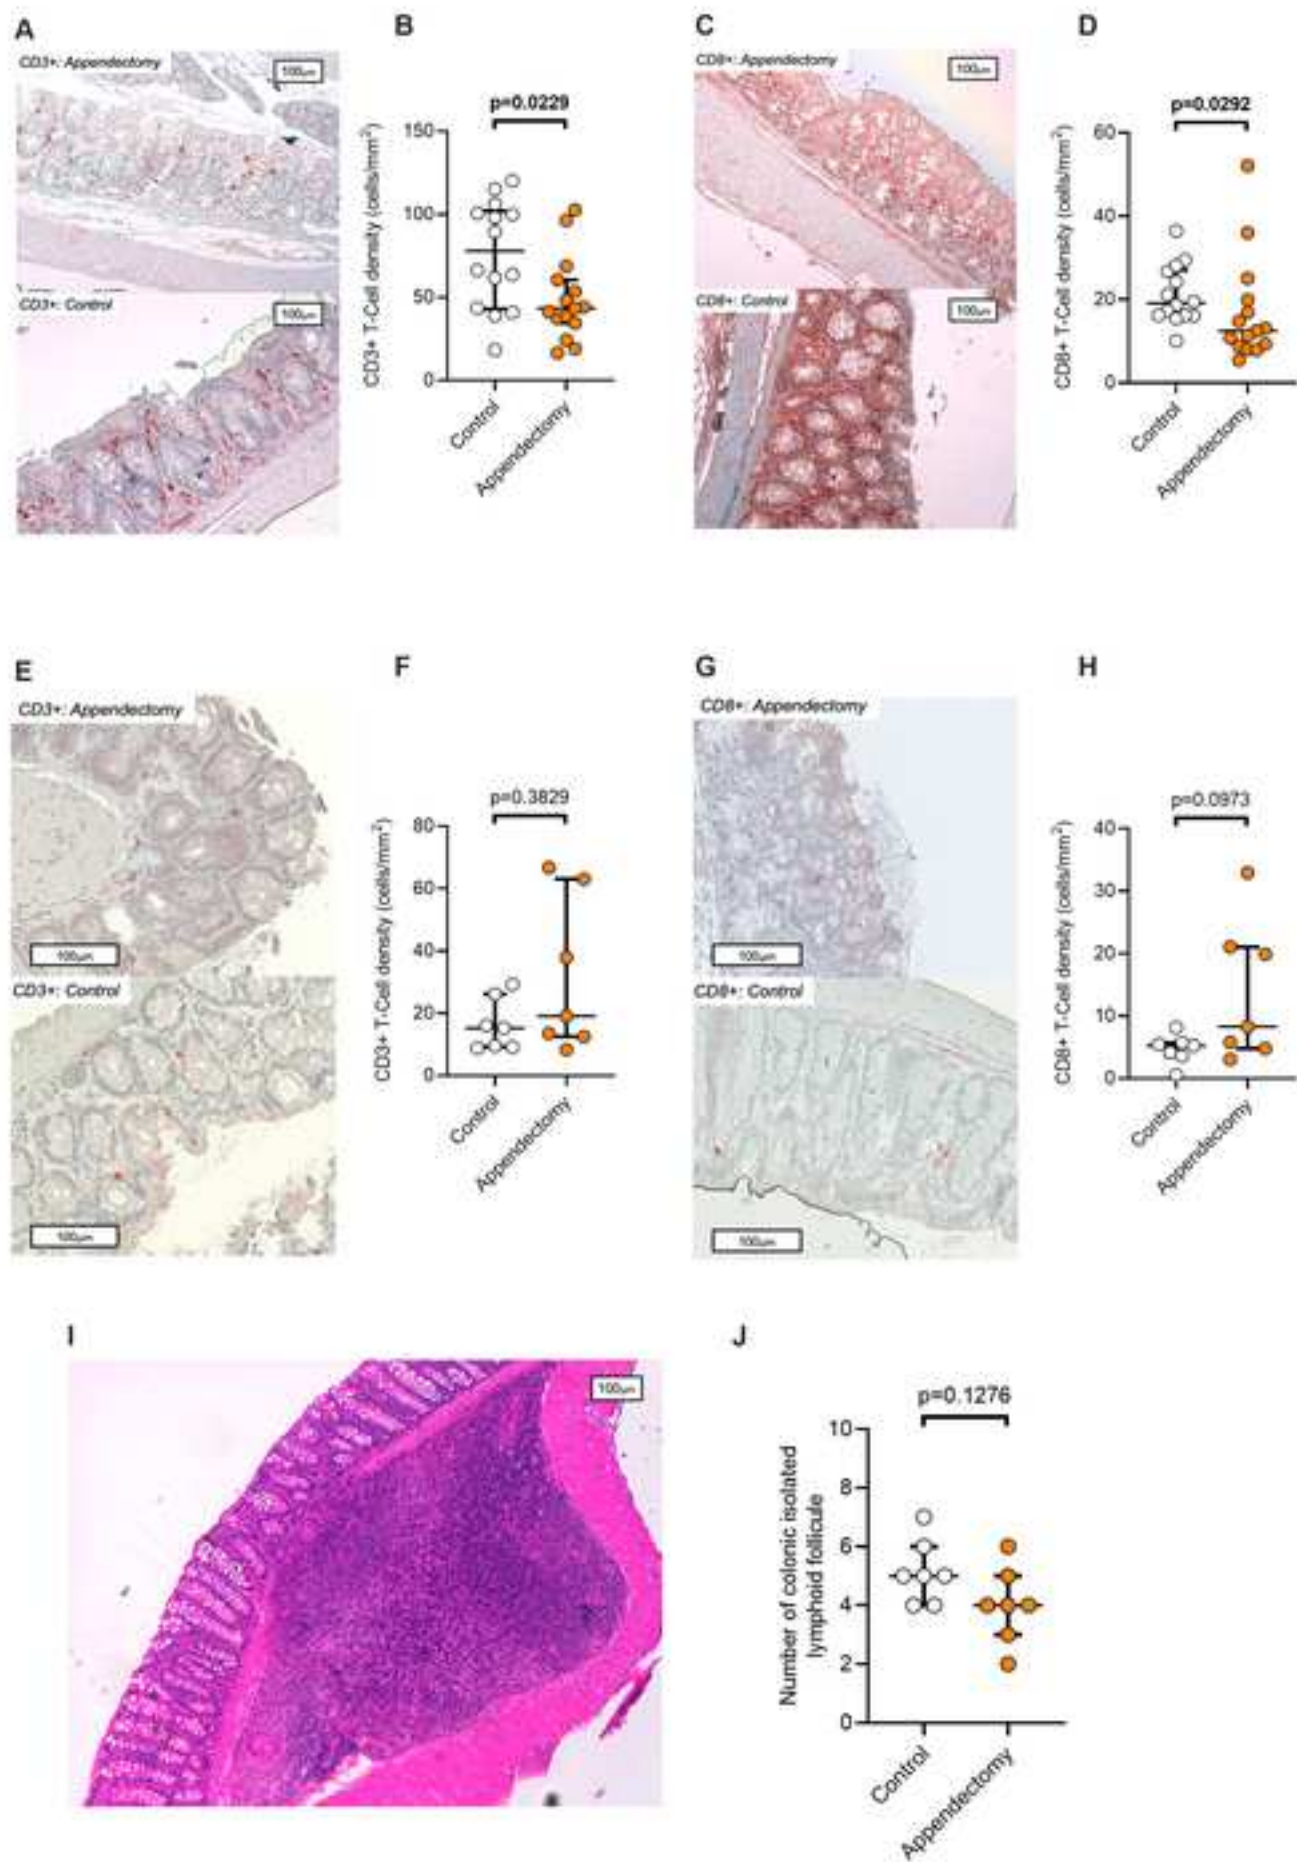 A
B
C
D
CD3+: Appendectomy
100µm
CD3+: Control
100µm
p=0.0229
CD3+ T-Cell density (cells/mm²)
150
100
50
0
Control
Appendectomy
CD8+: Appendectomy
100µm
CD8+: Control
100µm
p=0.0292
CD8+ T-Cell density (cells/mm²)
60
40
20
0
Control
Appendectomy
E
F
G
H
CD3+: Appendectomy
100µm
CD3+: Control
100µm
p=0.3829
CD3+ T-Cell density (cells/mm²)
80
60
40
20
0
Control
Appendectomy
CD8+: Appendectomy
100µm
CD8+: Control
100µm
p=0.0973
CD8+ T-Cell density (cells/mm²)
40
30
20
10
0
Control
Appendectomy
I
J
100µm
p=0.1276
Number of colonic isolated
lymphoid follicule
10
8
6
4
2
0
Control
Appendectomy